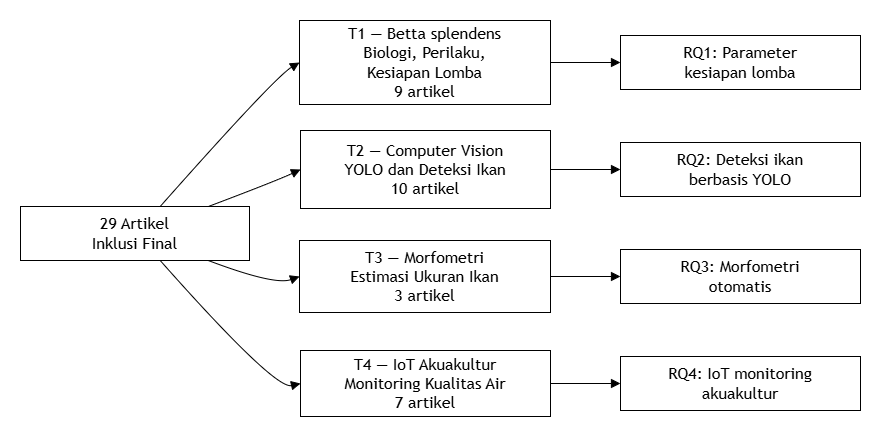 T1 — Betta splendens
Biologi, Perilaku,
Kesiapan Lomba
9 artikel
RQ1: Parameter
kesiapan lomba
T2 — Computer Vision
YOLO dan Deteksi Ikan
10 artikel
RQ2: Deteksi ikan
berbasis YOLO
29 Artikel
Inklusi Final
T3 — Morfometri
Estimasi Ukuran Ikan
3 artikel
RQ3: Morfometri
otomatis
T4 — IoT Akuakultur
Monitoring Kualitas Air
7 artikel
RQ4: IoT monitoring
akuakultur